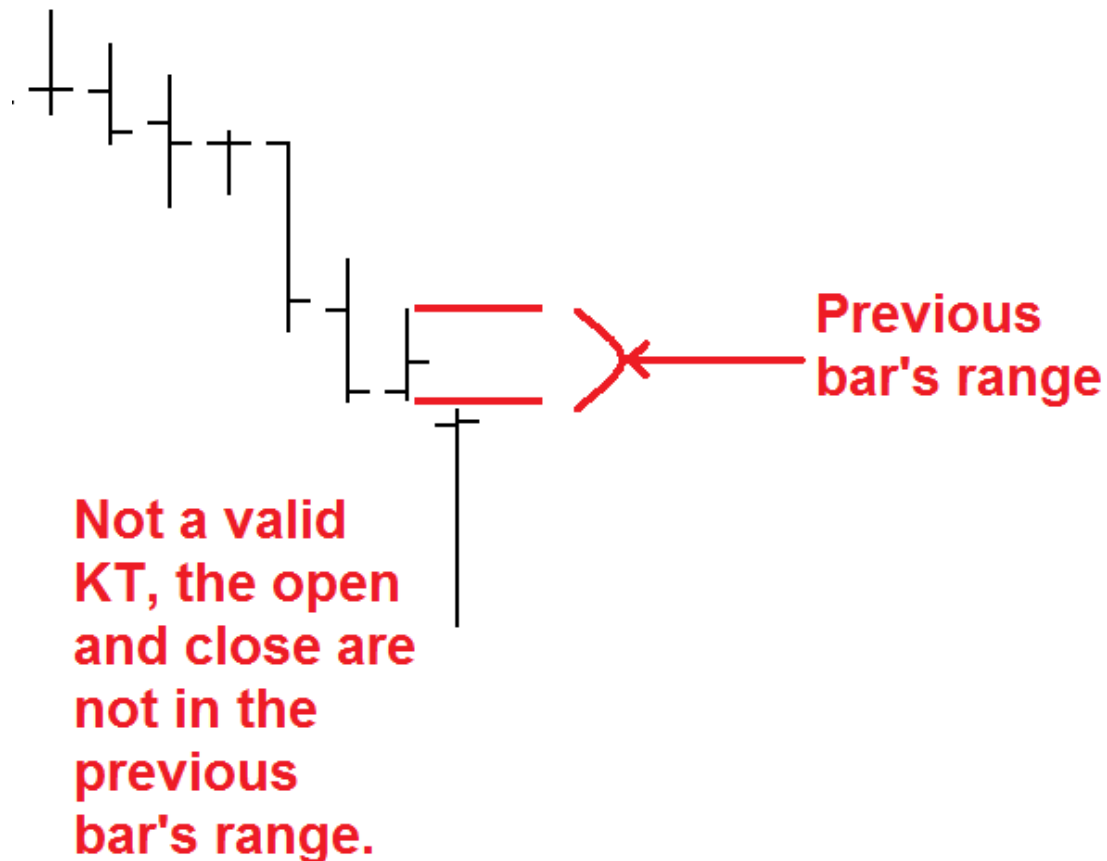 Previous
bar's range
Not a valid
KT, the open
and close are
not in the
previous
bar's range.